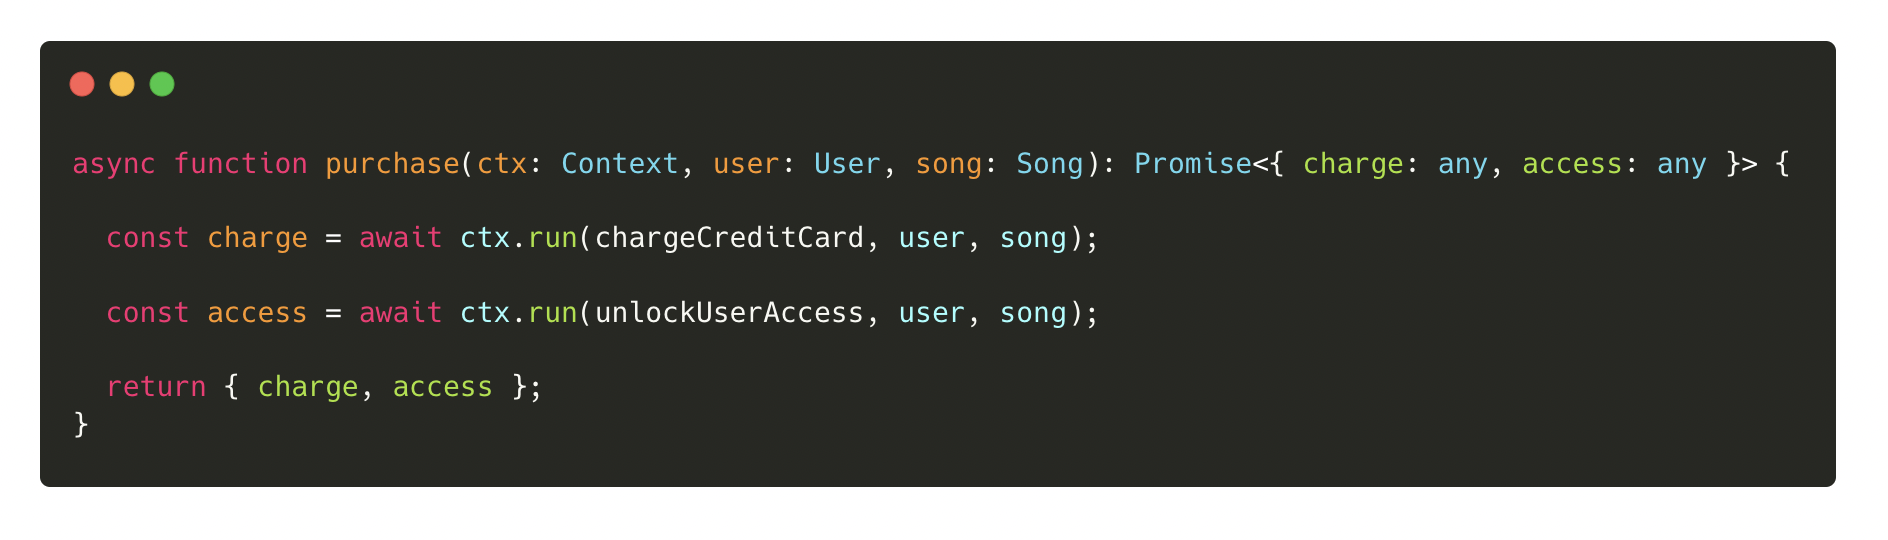 async function purchase(ctx: Context, user: User, song: Song): Promise<{ charge: any, access: any }> {
const charge = await ctx.run(chargeCreditCard, user, song);
const access = await ctx.run(unlockUserAccess, user, song);
return { charge, access };
}